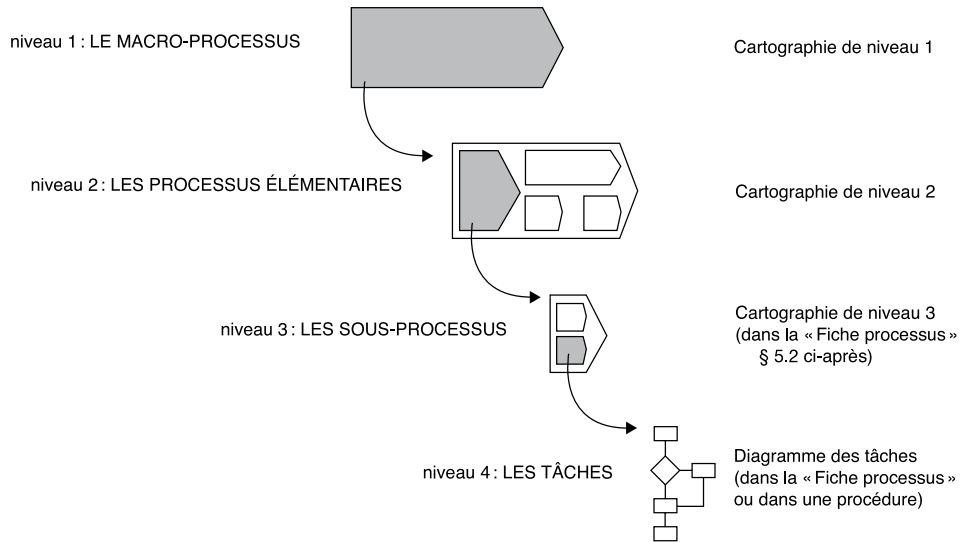 niveau 1 : LE MACRO-PROCESSUS
Cartographie de niveau 1
niveau 2 : LES PROCESSUS ÉLÉMENTAIRES
Cartographie de niveau 2
niveau 3 : LES SOUS-PROCESSUS
Cartographie de niveau 3
(dans la « Fiche processus »
§ 5.2 ci-après)
niveau 4 : LES TÂCHES
Diagramme des tâches
(dans la « Fiche processus »
ou dans une procédure)